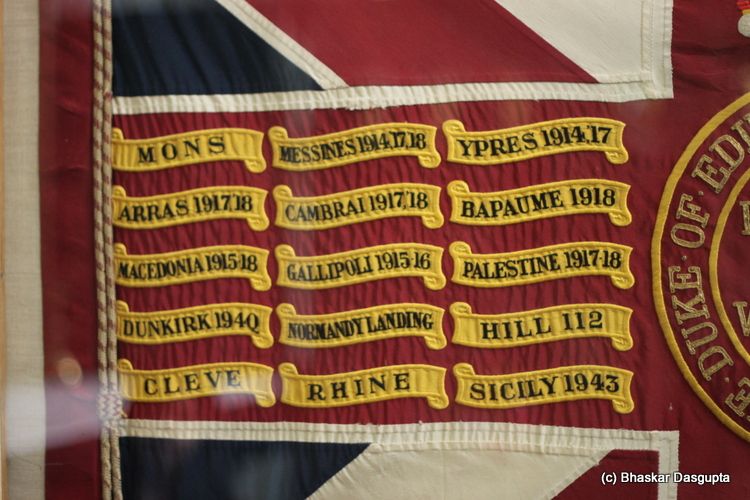 MONS MESSINES 1914,17,18 YPRES 1914,17
ARRAS 1917,18 CAMBRAI 1917,18 BAPAUME 1918
MACEDONIA 1915-18 GALLIPOLI 1915-16 PALESTINE 1917-18
DUNKIRK 1940 NORMANDY LANDING HILL 112
CLEVE RHINE SICILY 1943
DUKE OF
(c) Bhaskar Dasgupta